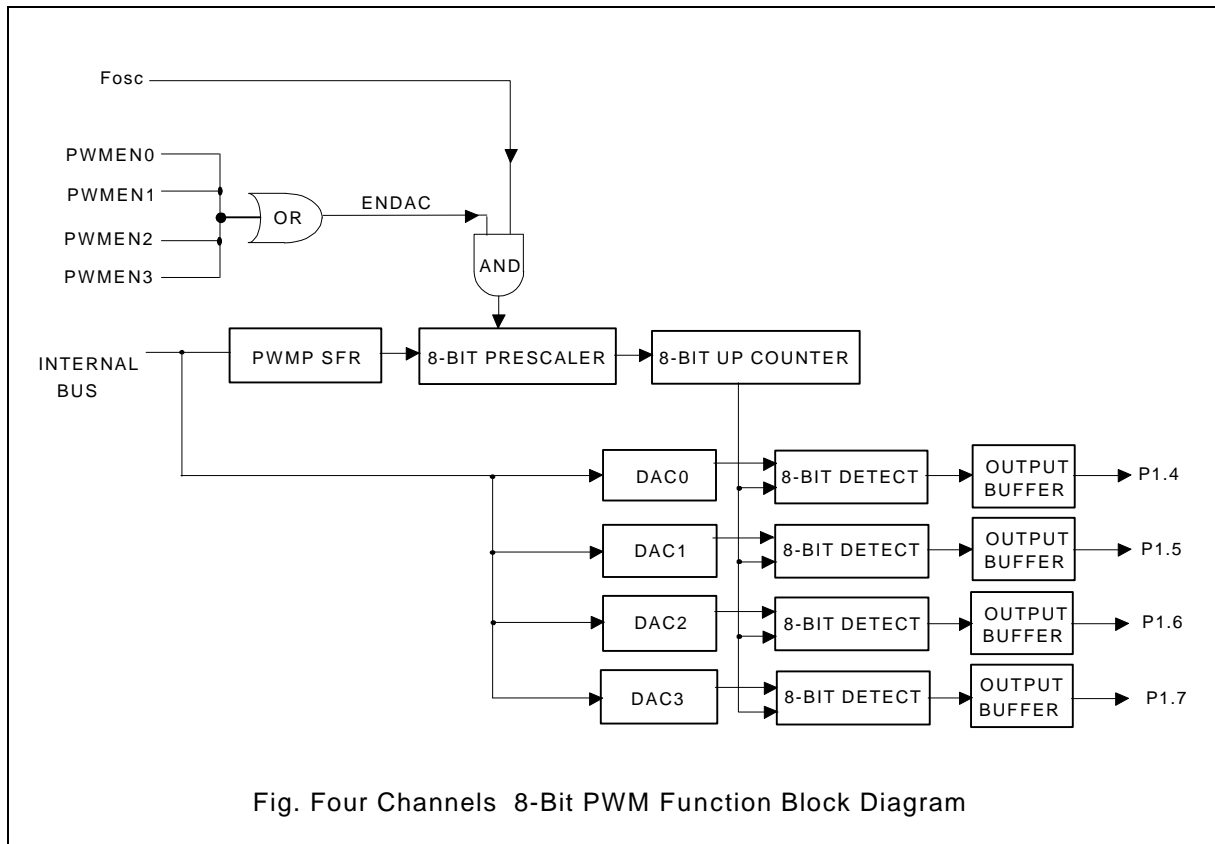 Fosc
PWMEN0
PWMEN1
PWMEN2
PWMEN3
OR
ENDAC
AND
INTERNAL
BUS
PWMP SFR
8-BIT PRESCALER
8-BIT UP COUNTER
DAC0
8-BIT DETECT
OUTPUT
BUFFER
P1.4
DAC1
8-BIT DETECT
OUTPUT
BUFFER
P1.5
DAC2
8-BIT DETECT
OUTPUT
BUFFER
P1.6
DAC3
8-BIT DETECT
OUTPUT
BUFFER
P1.7
Fig. Four Channels 8-Bit PWM Function Block Diagram